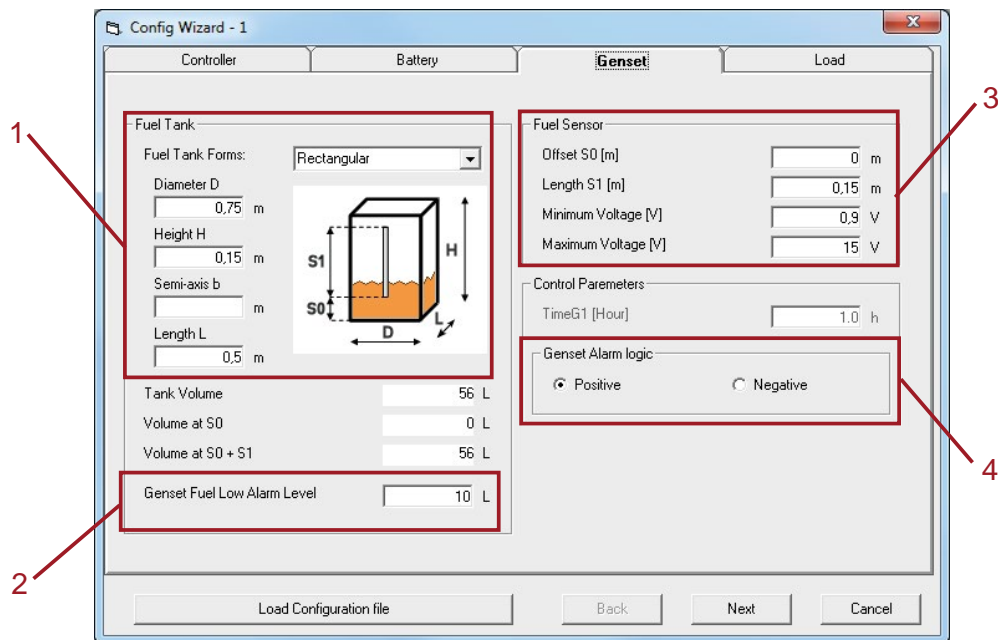 Config Wizard - 1
Controller
Battery
Genset
Load
1
Fuel Tank
Fuel Tank Forms:
Rectangular
Diameter D
0,75 m
Height H
0,15 m
Semi-axis b
m
Length L
0,5 m
S1
S0
H
L
D
Tank Volume 56 L
Volume at S0 0 L
Volume at S0 + S1 56 L
2
Genset Fuel Low Alarm Level 10 L
3
Fuel Sensor
Offset S0 [m] 0 m
Length S1 [m] 0,15 m
Minimum Voltage [V] 0,9 V
Maximum Voltage [V] 15 V
Control Paremeters
TimeG1 [Hour] 1.0 h
Genset Alarm logic
Positive Negative
4
Load Configuration file
Back
Next
Cancel